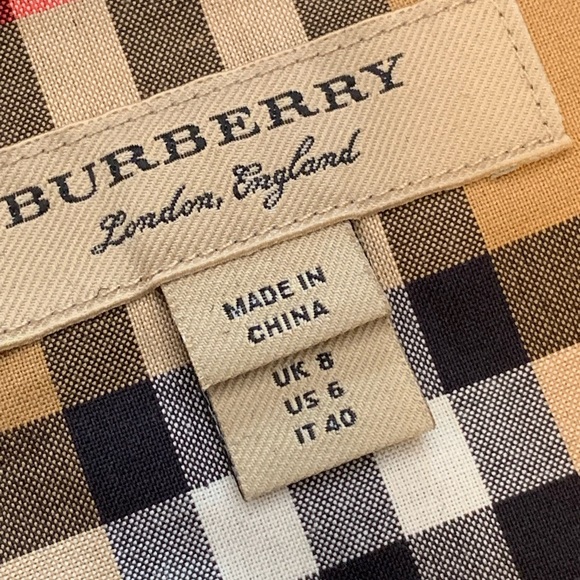 BURBERRY
London, England
MADE IN
CHINA
UK 8
US 6
IT 40